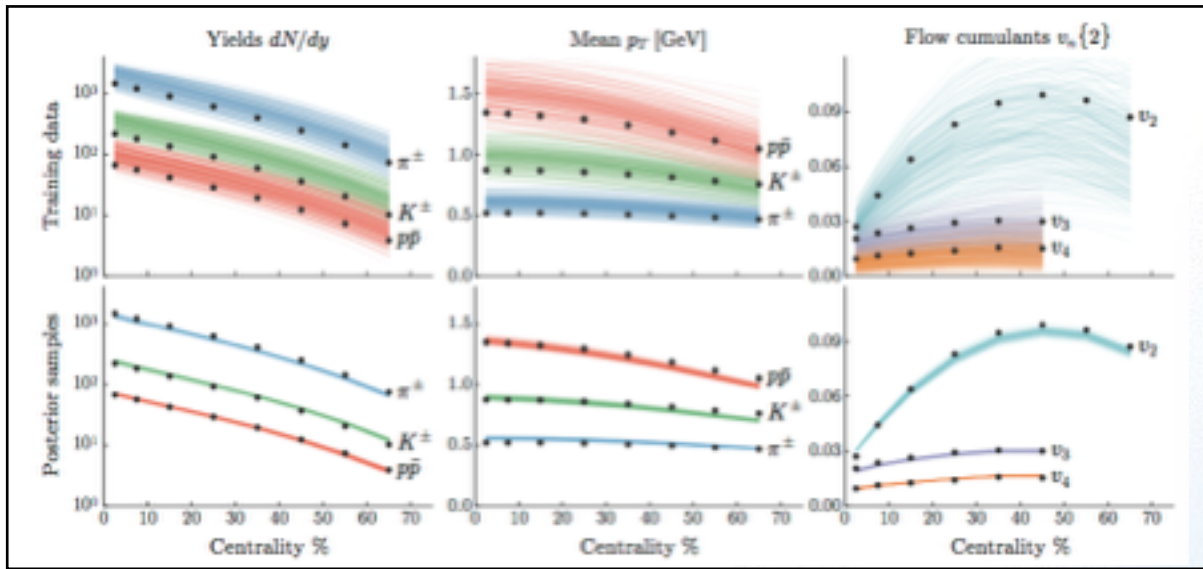 Yields dN/dy
Mean p_T [GeV]
Flow cumulants v_n{2}
Training data
10³
10²
10¹
10⁰
π±
K±
pp̄
1.5
1.0
0.5
0.0
pp̄
K±
π±
0.09
0.06
0.03
0.00
v₂
v₃
v₄
Posterior samples
10³
10²
10¹
10⁰
π±
K±
pp̄
0 10 20 30 40 50 60 70
Centrality %
1.5
1.0
0.5
0.0
pp̄
K±
π±
0 10 20 30 40 50 60 70
Centrality %
0.09
0.06
0.03
0.00
v₂
v₃
v₄
0 10 20 30 40 50 60 70
Centrality %